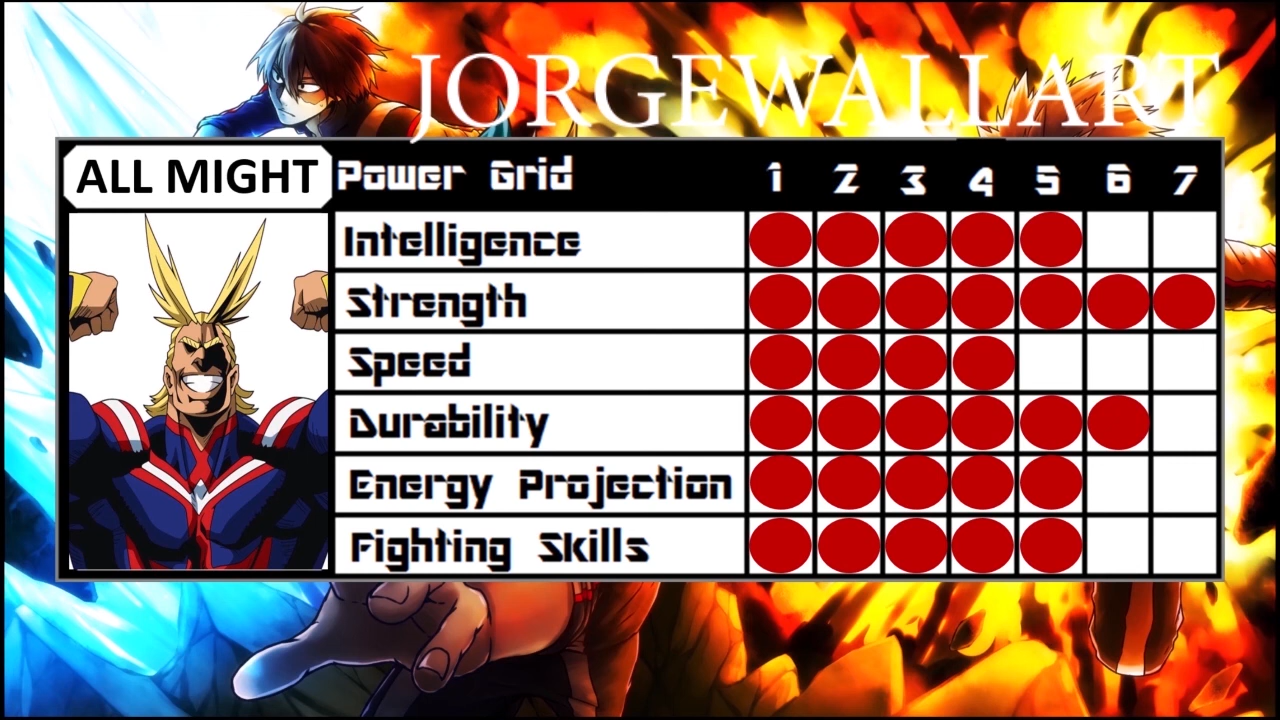 JORGEWALLART
ALL MIGHT
Power Grid 1 2 3 4 5 6 7
Intelligence
Strength
Speed
Durability
Energy Projection
Fighting Skills